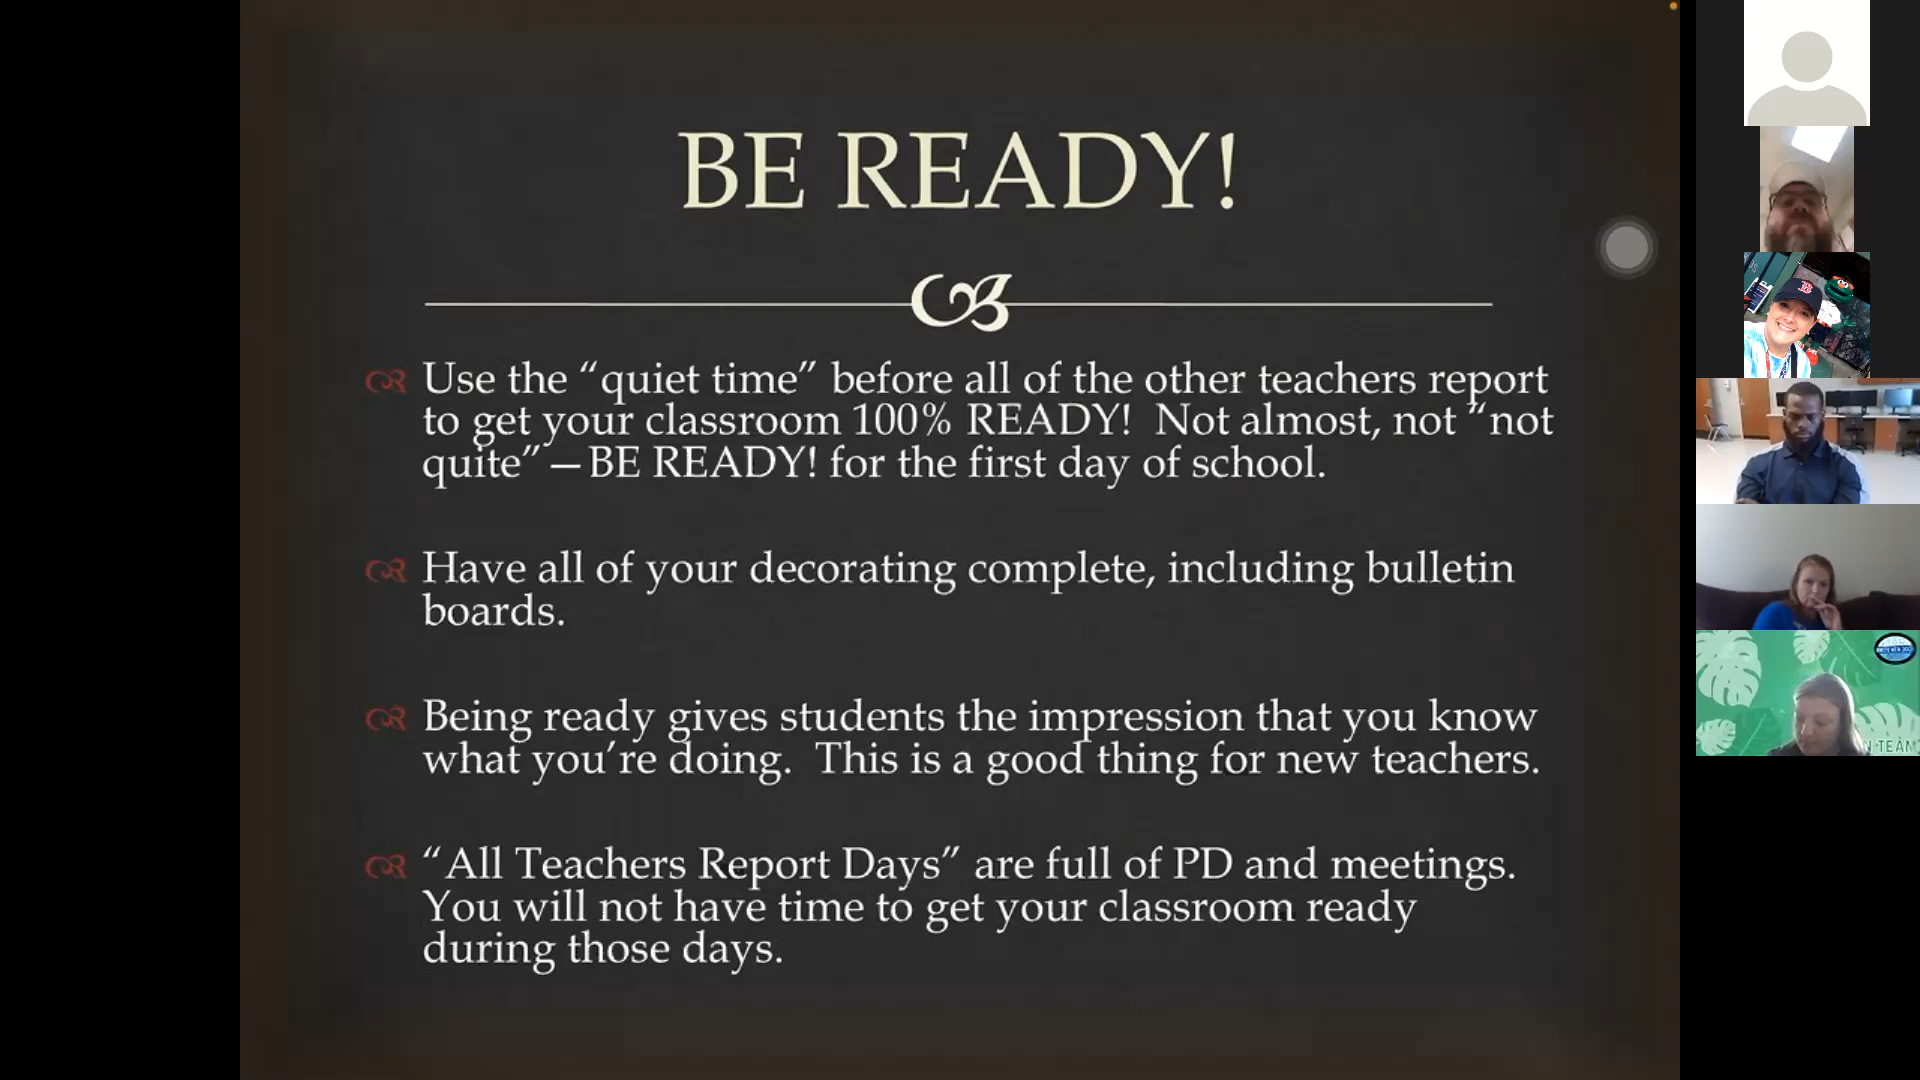 BE READY!
Use the “quiet time” before all of the other teachers report
to get your classroom 100% READY!  Not almost, not “not
quite”—BE READY! for the first day of school.
Have all of your decorating complete, including bulletin
boards.
Being ready gives students the impression that you know
what you’re doing.  This is a good thing for new teachers.
“All Teachers Report Days” are full of PD and meetings.
You will not have time to get your classroom ready
during those days.
B
N TEAM